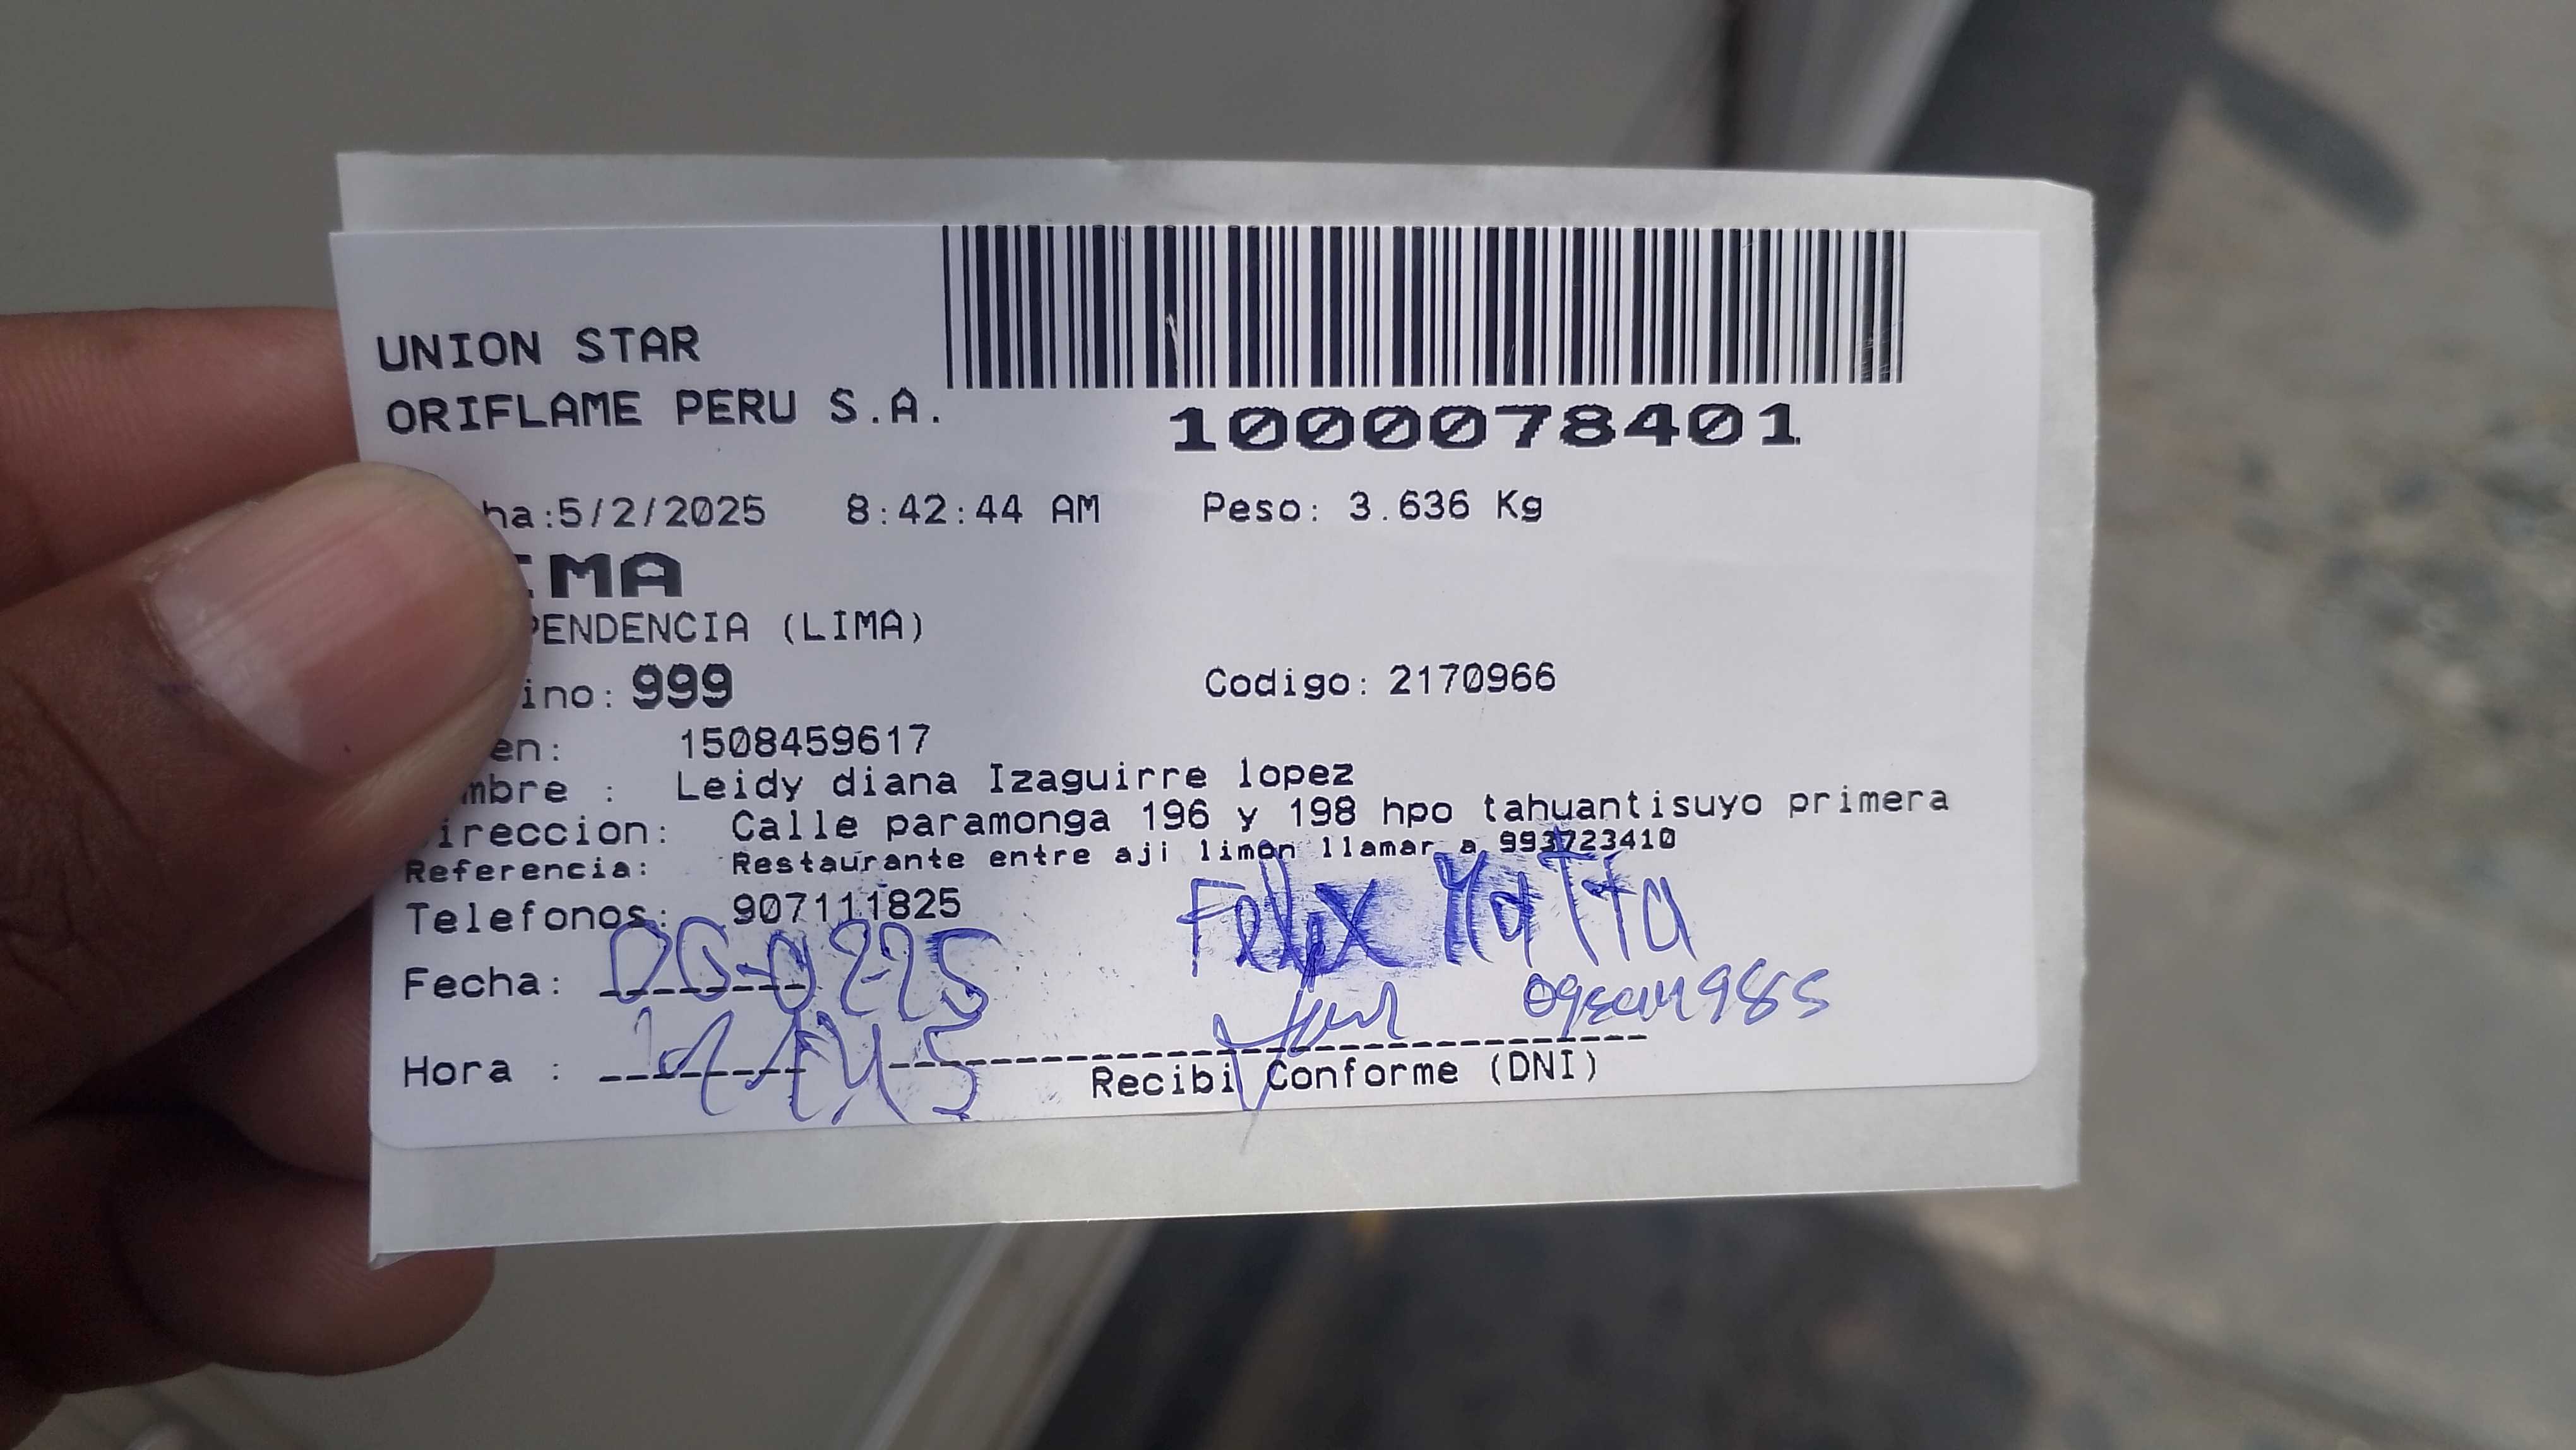 UNION STAR
ORIFLAME PERU S.A.
1000078401
ha:5/2/2025 8:42:44 AM Peso: 3.636 Kg
MA
PENDENCIA (LIMA)
ino: 999 Codigo: 2170966
en: 1508459617
mbre : Leidy diana Izaguirre lopez
ireccion: Calle paramonga 196 y 198 hpo tahuantisuyo primera
Referencia: Restaurante entre aji limon llamar a 993723410
Telefonos: 907111825
Felix Matta
Fecha:
Hora :
Recibi Conforme (DNI)